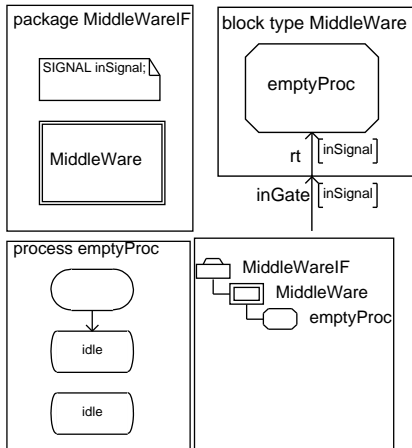 package MiddleWareIF
SIGNAL inSignal;
MiddleWare
block type MiddleWare
emptyProc
rt [inSignal]
inGate [inSignal]
process emptyProc
idle
idle
MiddleWareIF
MiddleWare
emptyProc